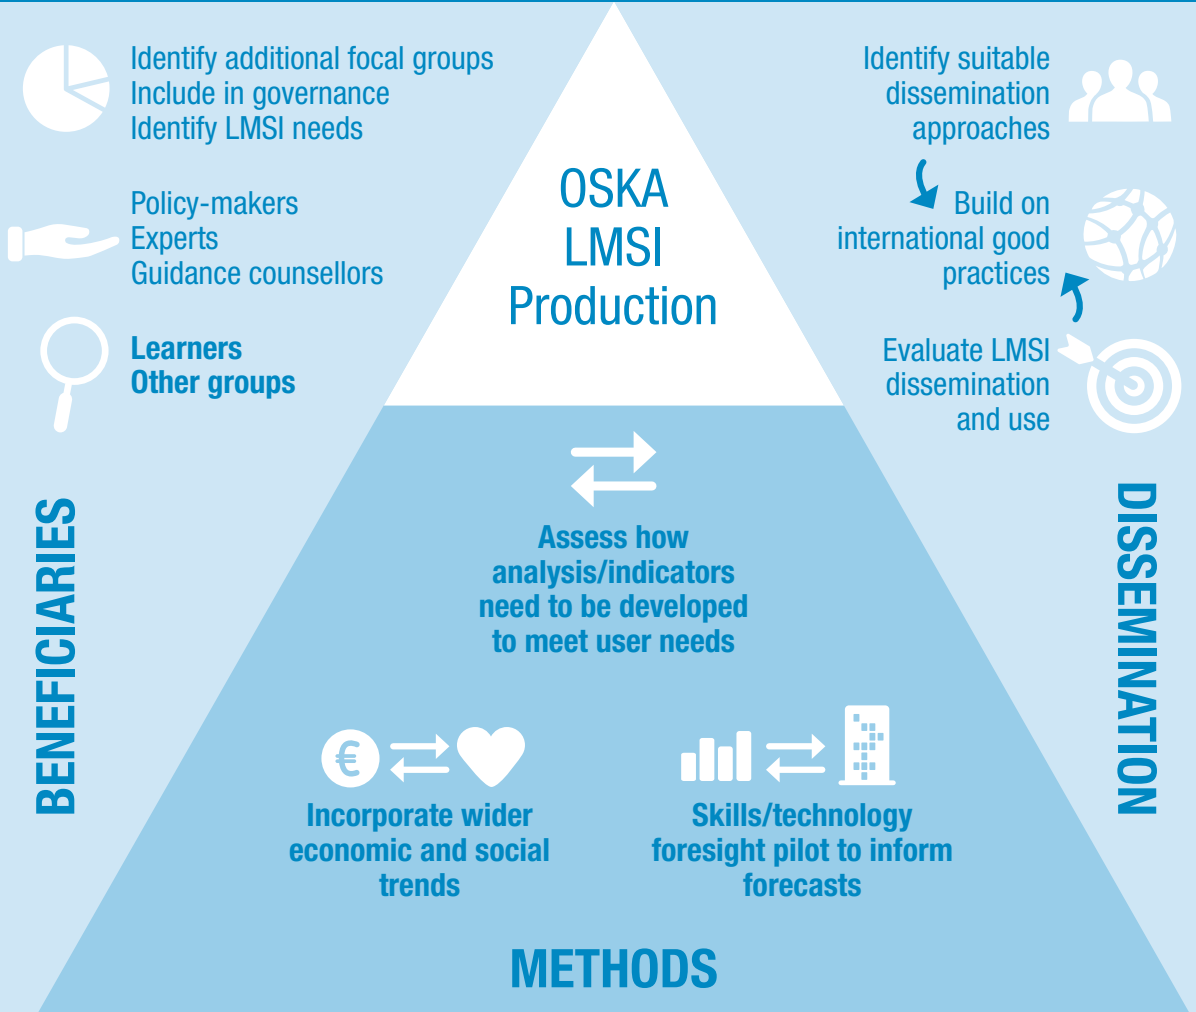 Identify additional focal groups
Include in governance
Identify LMSI needs
Policy-makers
Experts
Guidance counsellors
Learners
Other groups
BENEFICIARIES
OSKA
LMSI
Production
Identify suitable
dissemination
approaches
Build on
international good
practices
Evaluate LMSI
dissemination
and use
DISSEMINATION
Assess how
analysis/indicators
need to be developed
to meet user needs
€
Incorporate wider
economic and social
trends
Skills/technology
foresight pilot to inform
forecasts
METHODS